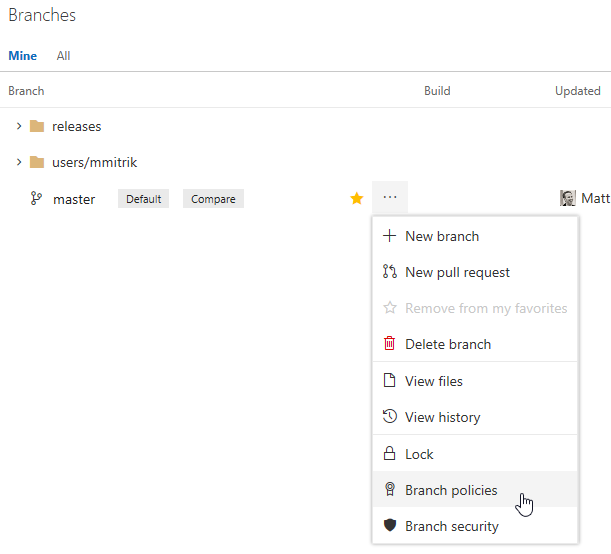 Branches
Mine All
Branch Build Updated
releases
users/mmitrik
master Default Compare ... Matt
New branch
New pull request
Remove from my favorites
Delete branch
View files
View history
Lock
Branch policies
Branch security